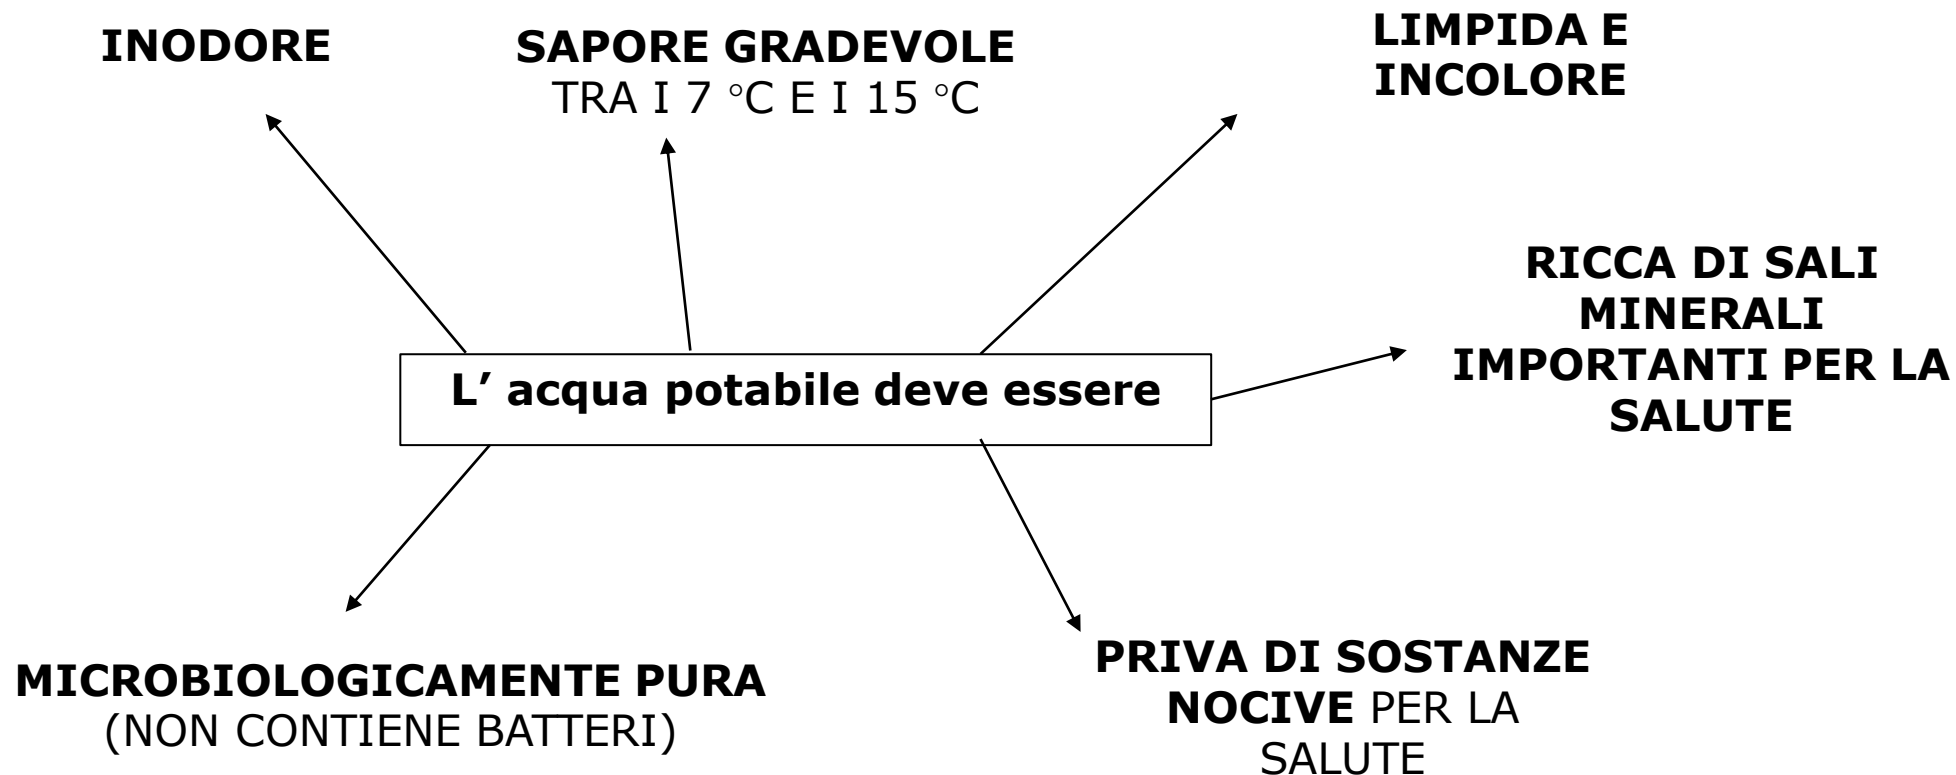 INODORE
SAPORE GRADEVOLE
TRA I 7 °C E I 15 °C
LIMPIDA E
INCOLORE
RICCA DI SALI
MINERALI
IMPORTANTI PER LA
SALUTE
L’ acqua potabile deve essere
MICROBIOLOGICAMENTE PURA
(NON CONTIENE BATTERI)
PRIVA DI SOSTANZE
NOCIVE PER LA
SALUTE